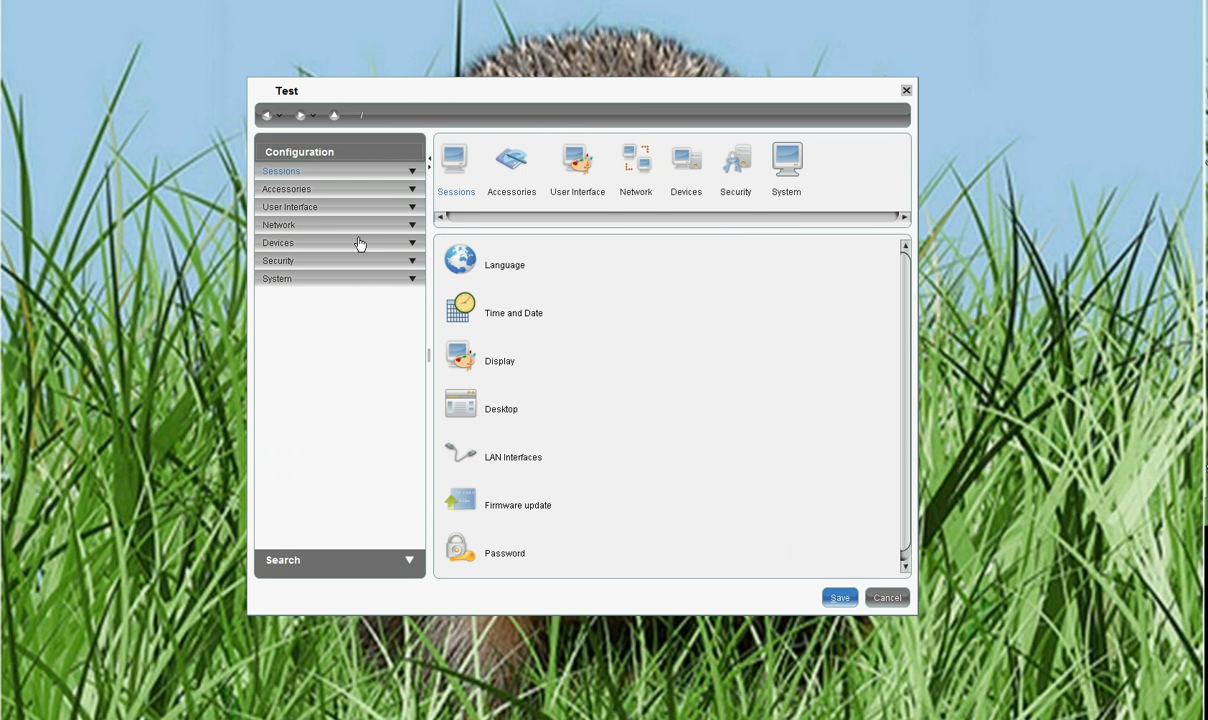 Test
/
Configuration
Sessions
Accessories
User Interface
Network
Devices
Security
System
Search
Sessions Accessories User Interface Network Devices Security System
Language
Time and Date
Display
Desktop
LAN Interfaces
Firmware update
Password
Save Cancel